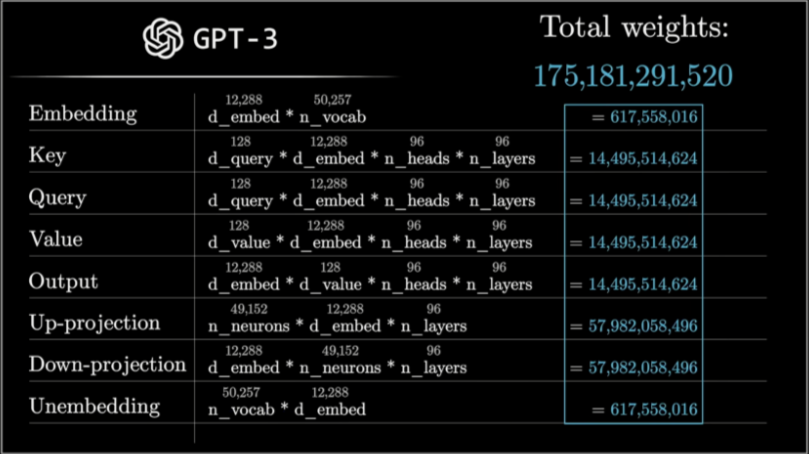 GPT-3
Total weights:
175,181,291,520
12,288 50,257
Embedding d_embed * n_vocab = 617,558,016
128 12,288 96 96
Key d_query * d_embed * n_heads * n_layers = 14,495,514,624
128 12,288 96 96
Query d_query * d_embed * n_heads * n_layers = 14,495,514,624
128 12,288 96 96
Value d_value * d_embed * n_heads * n_layers = 14,495,514,624
12,288 128 96 96
Output d_embed * d_value * n_heads * n_layers = 14,495,514,624
49,152 12,288 96
Up-projection n_neurons * d_embed * n_layers = 57,982,058,496
12,288 49,152 96
Down-projection d_embed * n_neurons * n_layers = 57,982,058,496
50,257 12,288
Unembedding n_vocab * d_embed = 617,558,016